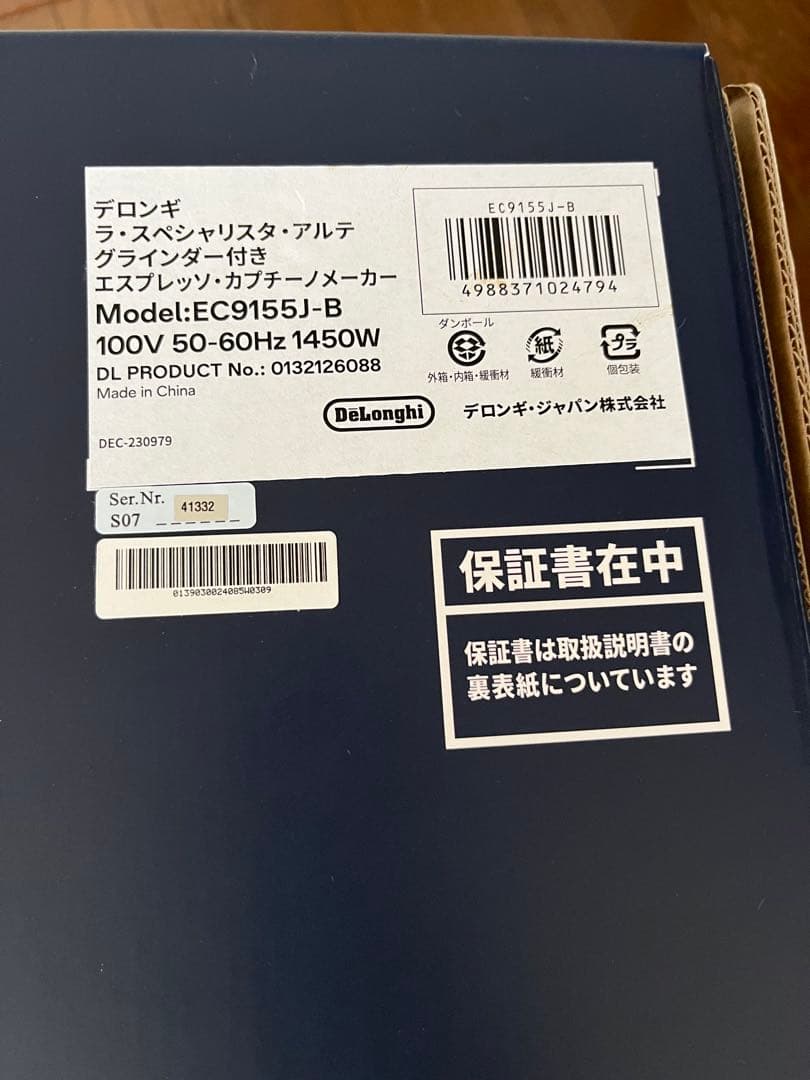 デロンギ
ラ・スペシャリスタ・アルテ
グラインダー付き
エスプレッソ・カプチーノメーカー
Model:EC9155J-B
100V 50-60Hz 1450W
DL PRODUCT No.: 0132126088
Made in China
DEC-230979
EC9155J-B
4988371024794
ダンボール
外箱・内箱・緩衝材
紙
緩衝材
プラ
個包装
DeLonghi
デロンギ・ジャパン株式会社
Ser.Nr.
41332
S07 _ _ _ _ _ _
0139030024085W0309
保証書在中
保証書は取扱説明書の
裏表紙についています